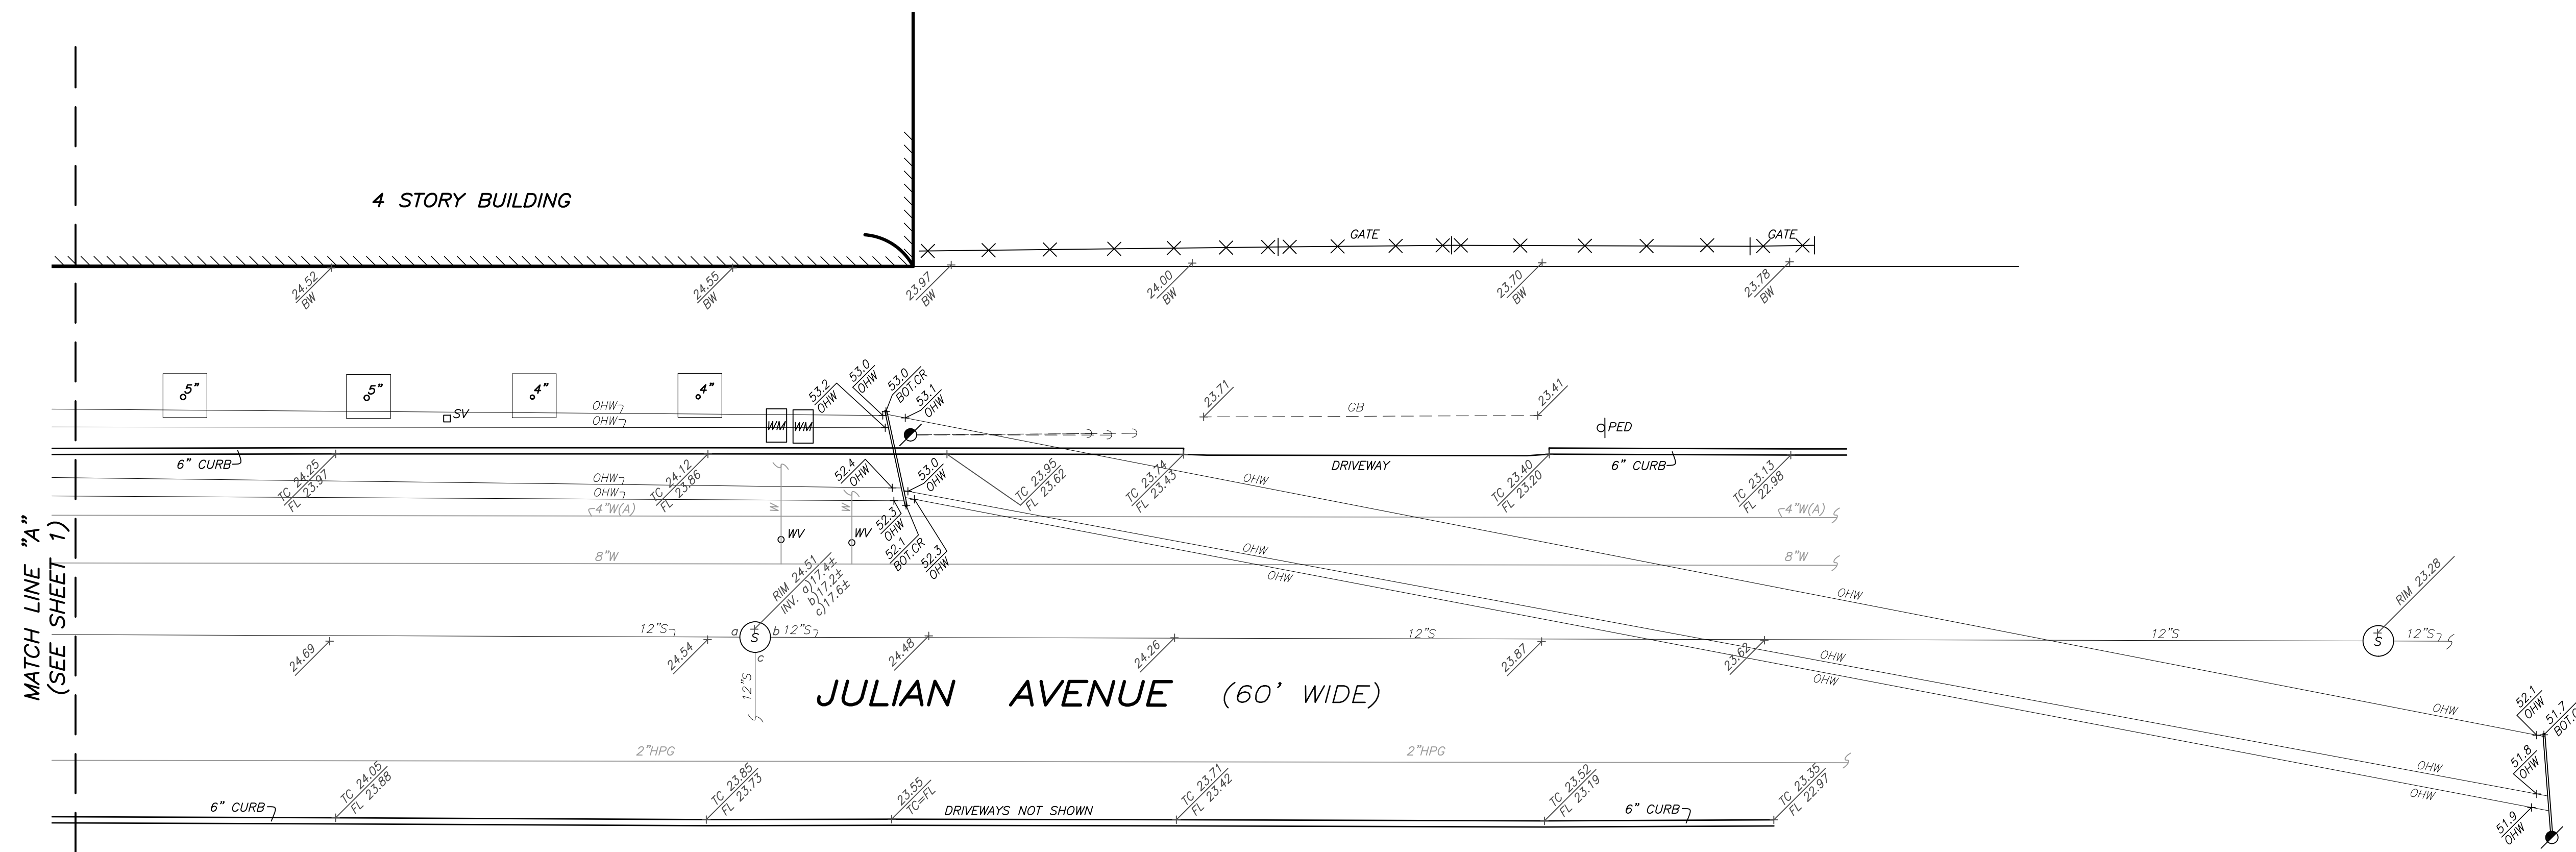 4 STORY BUILDING
GATE
GATE
24.52
BW
24.55
BW
23.97
BW
24.00
BW
23.70
BW
23.78
BW
5"
5"
4"
4"
SV
OHW
OHW
WM
WM
53.2
OHW
53.0
OHW
53.0
BOT.CR
53.1
OHW
23.71
GB
23.41
PED
6" CURB
TC 24.25
FL 23.97
TC 24.12
FL 23.86
TC 23.95
FL 23.62
TC 23.74
FL 23.43
DRIVEWAY
TC 23.40
FL 23.20
6" CURB
TC 23.13
FL 22.98
OHW
OHW
52.4
OHW
53.0
OHW
OHW
4"W(A)
W
W
52.3
OHW
52.1
BOT.CR
52.3
OHW
4"W(A)
WV
WV
8"W
OHW
OHW
8"W
OHW
MATCH LINE "A"
(SEE SHEET 1)
RIM 24.51
INV. a)17.4±
b)17.2±
c)17.6±
RIM 23.28
12"S
a
S
b
12"S
c
12"S
12"S
12"S
S
12"S
24.69
24.54
24.48
24.26
23.87
23.62
OHW
OHW
JULIAN AVENUE (60' WIDE)
OHW
52.1
OHW
51.7
2"HPG
2"HPG
OHW
OHW
51.8
OHW
51.9
OHW
6" CURB
TC 24.05
FL 23.88
TC 23.85
FL 23.73
23.55
TC=FL
DRIVEWAYS NOT SHOWN
TC 23.71
FL 23.42
TC 23.52
FL 23.19
6" CURB
TC 23.35
FL 22.97